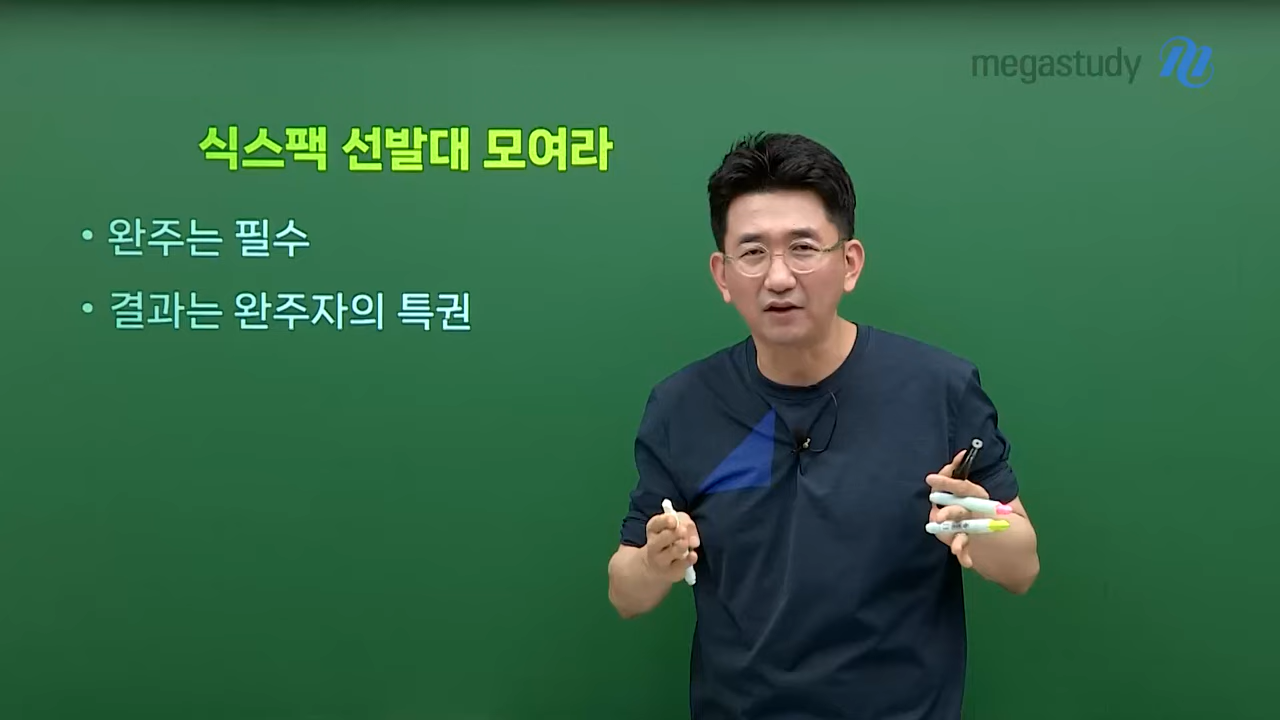 megastudy
식스팩 선발대 모여라
• 완주는 필수
• 결과는 완주자의 특권